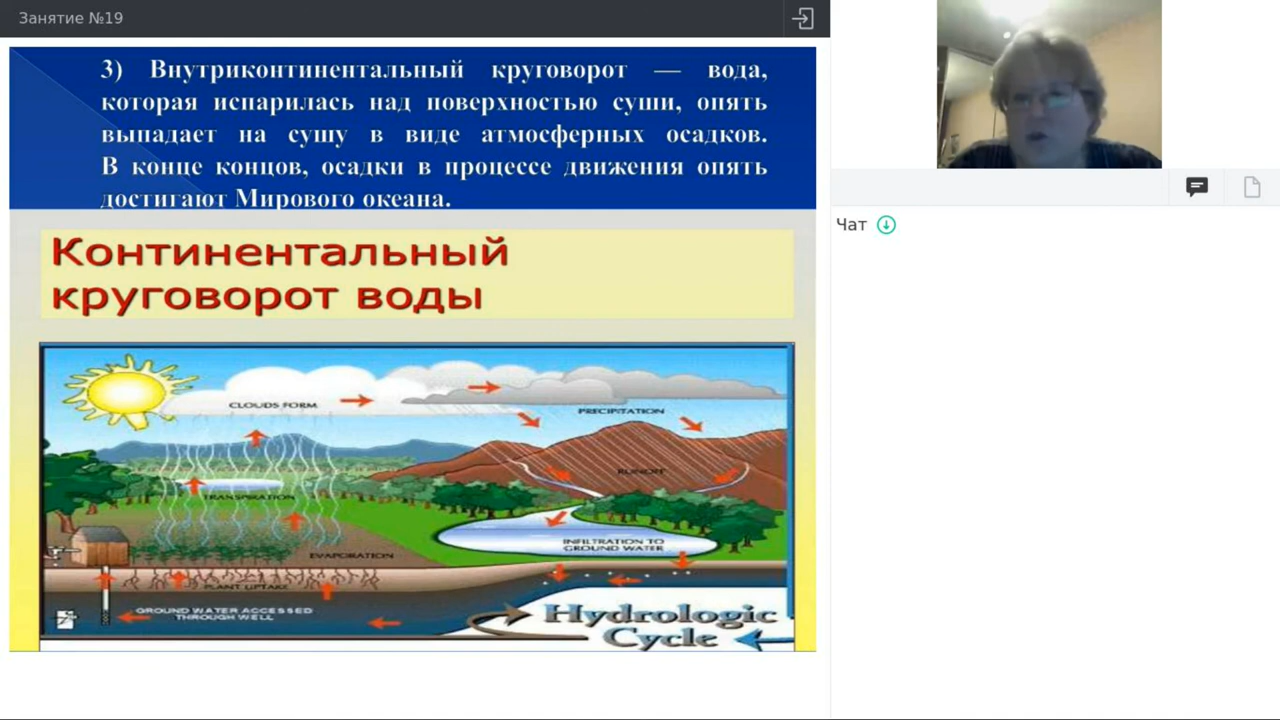 Занятие №19
3) Внутриконтинентальный круговорот — вода,
которая испарилась над поверхностью суши, опять
выпадает на сушу в виде атмосферных осадков.
В конце концов, осадки в процессе движения опять
достигают Мирового океана.
Чат
Континентальный
круговорот воды
CLOUDS FORM
PRECIPITATION
RUNOFF
TRANSPIRATION
INFILTRATION TO
GROUND WATER
EVAPORATION
PLANT UPTAKE
GROUND WATER ACCESSED
THROUGH WELL
Hydrologic
Cycle